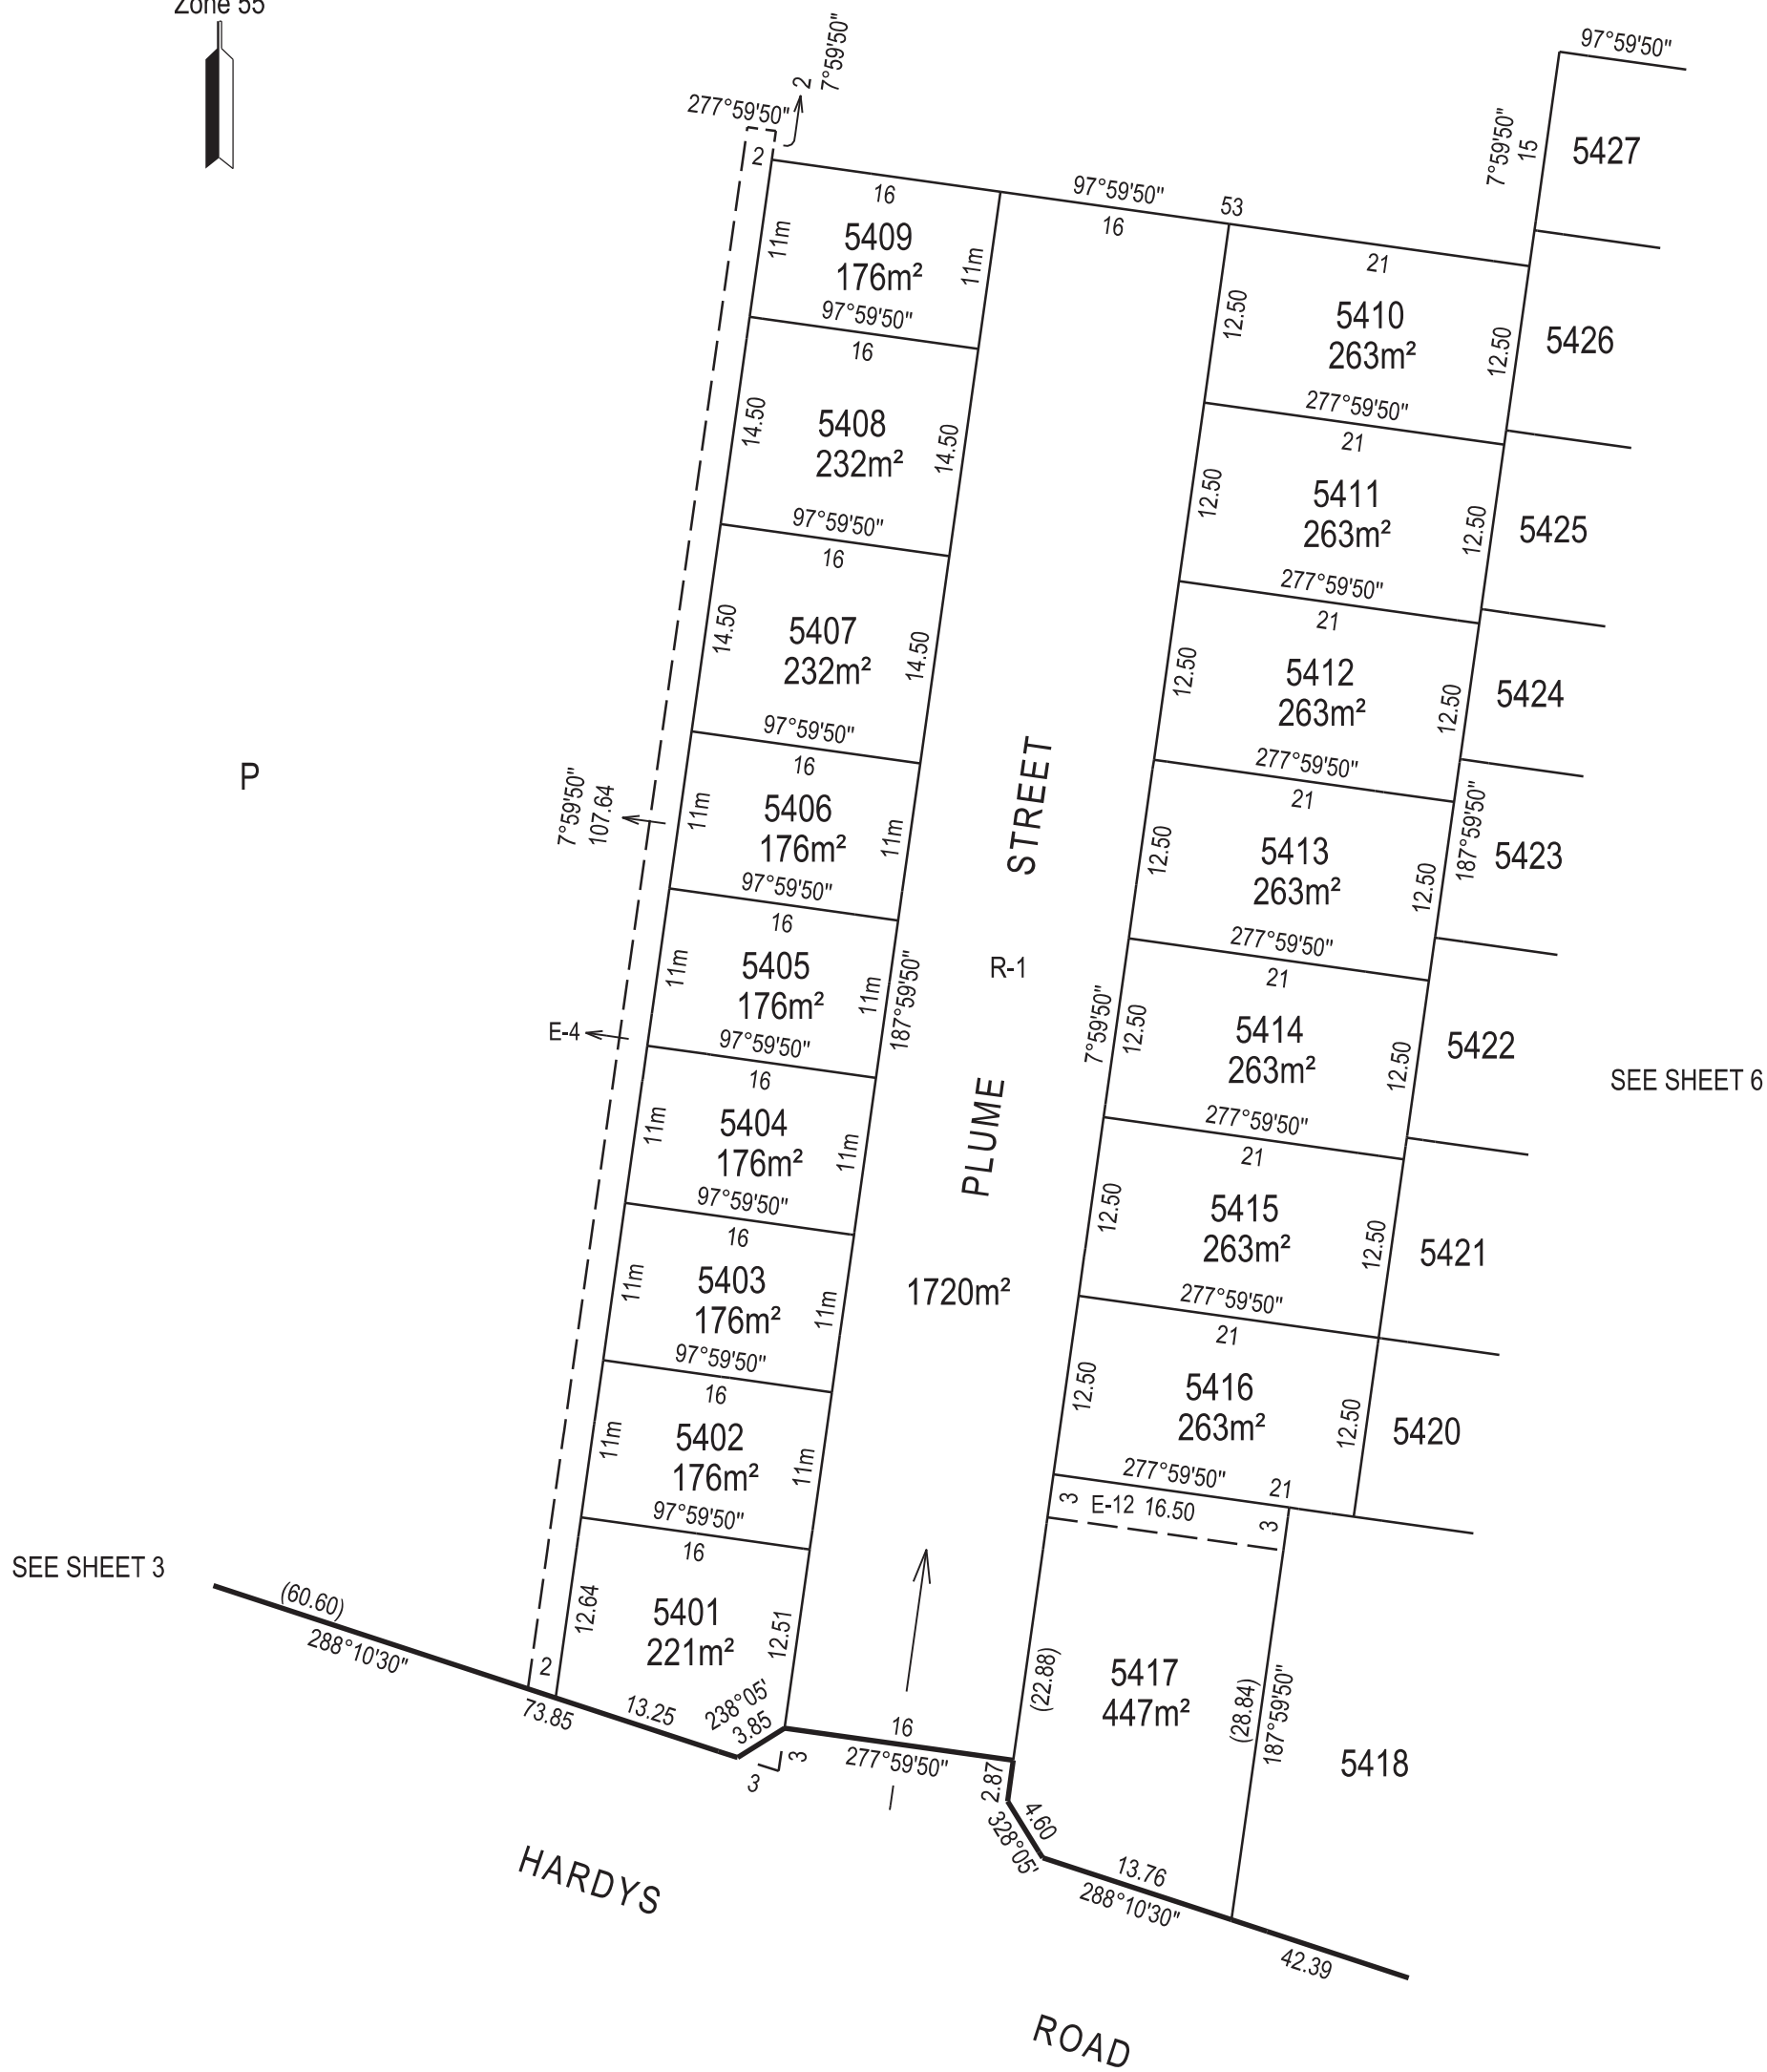 Zone 55
277°59'50"
2
7°59'50"
2
97°59'50"
7°59'50"
15
5427
16
97°59'50"
53
16
21
11m
5409
176m²
11m
97°59'50"
16
12.50
5410
263m²
12.50
277°59'50"
21
5426
14.50
5408
232m²
14.50
97°59'50"
16
12.50
5411
263m²
12.50
277°59'50"
21
5425
14.50
5407
232m²
14.50
97°59'50"
16
12.50
5412
263m²
12.50
277°59'50"
21
5424
P
7°59'50"
107.64
11m
5406
176m²
11m
97°59'50"
16
STREET
12.50
5413
263m²
12.50
187°59'50"
277°59'50"
21
5423
E-4
11m
5405
176m²
11m
187°59'50"
97°59'50"
16
R-1
7°59'50"
12.50
5414
263m²
12.50
277°59'50"
21
5422
SEE SHEET 6
11m
5404
176m²
11m
97°59'50"
16
PLUME
12.50
5415
263m²
12.50
277°59'50"
21
5421
11m
5403
176m²
11m
97°59'50"
16
1720m²
12.50
5416
263m²
12.50
277°59'50"
21
5420
11m
5402
176m²
11m
97°59'50"
16
3
E-12 16.50
3
SEE SHEET 3
(60.60)
288°10'30"
12.64
5401
221m²
12.51
2
73.85
13.25
238°05'
3.85
3
3
16
277°59'50"
(22.88)
5417
447m²
(28.84)
187°59'50"
5418
2.87
4.60
328°05'
13.76
288°10'30"
42.39
HARDYS
ROAD